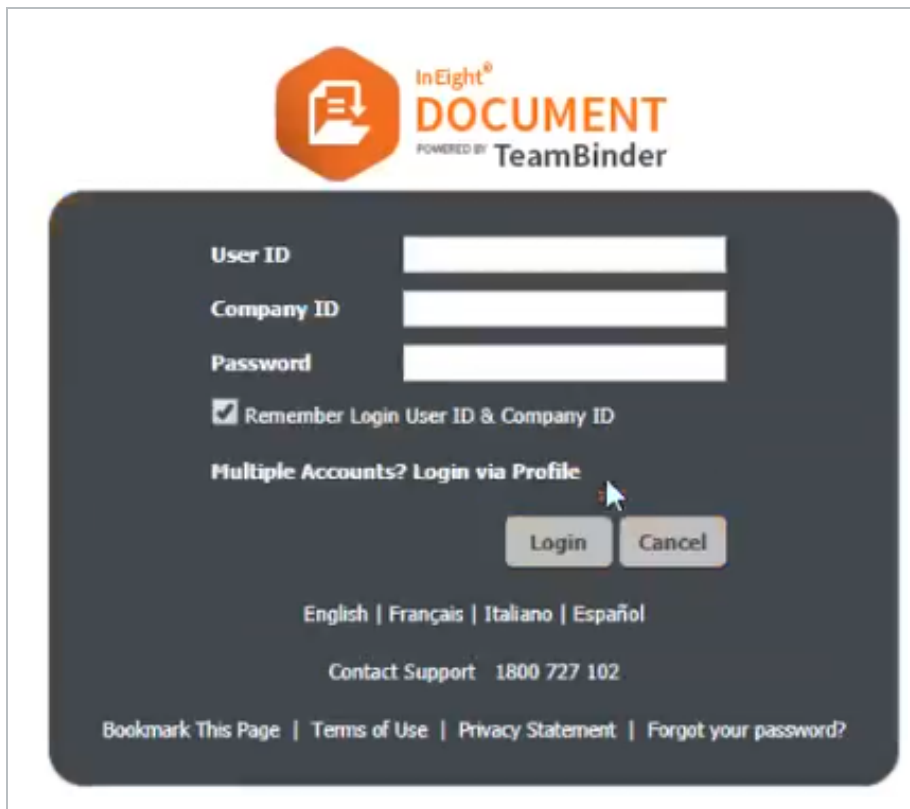 InEight®
DOCUMENT
POWERED BY TeamBinder
User ID
Company ID
Password
Remember Login User ID & Company ID
Multiple Accounts? Login via Profile
Login Cancel
English | Français | Italiano | Español
Contact Support 1800 727 102
Bookmark This Page | Terms of Use | Privacy Statement | Forgot your password?